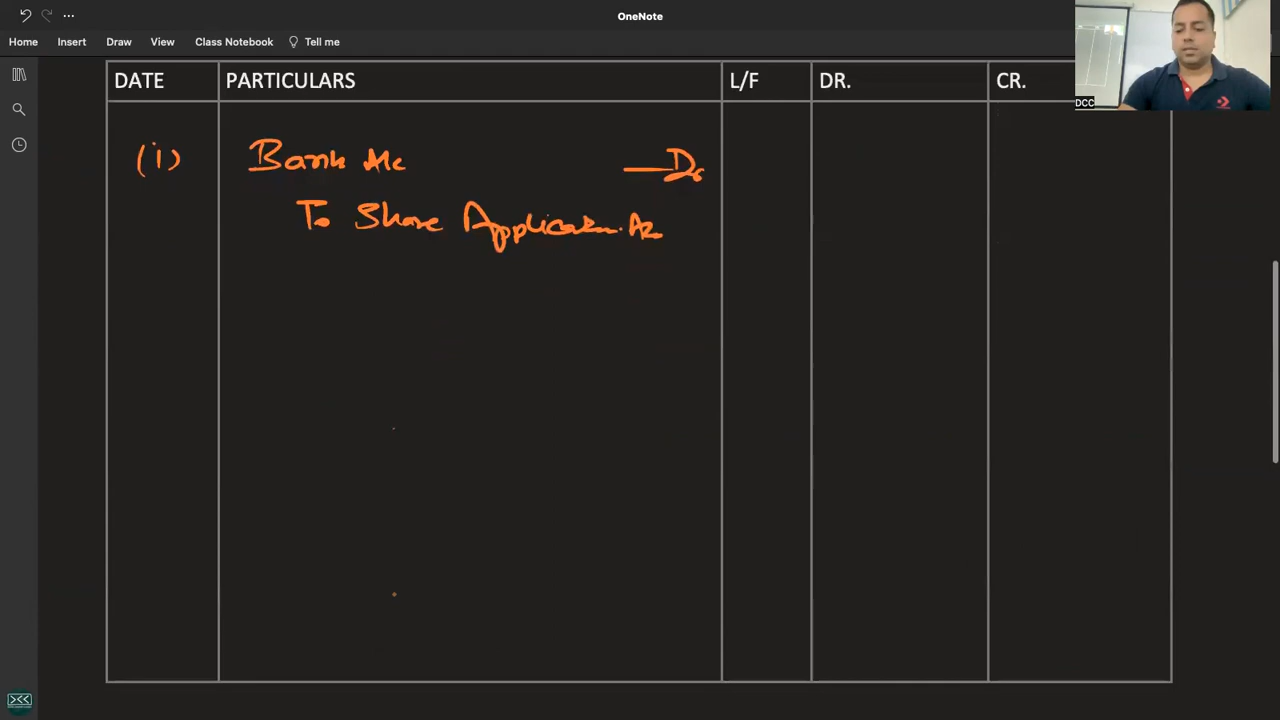 OneNote
Home Insert Draw View Class Notebook Tell me
DATE PARTICULARS L/F DR. CR.
DCC
(i) Bank A/c — Dr
To Share Application A/c